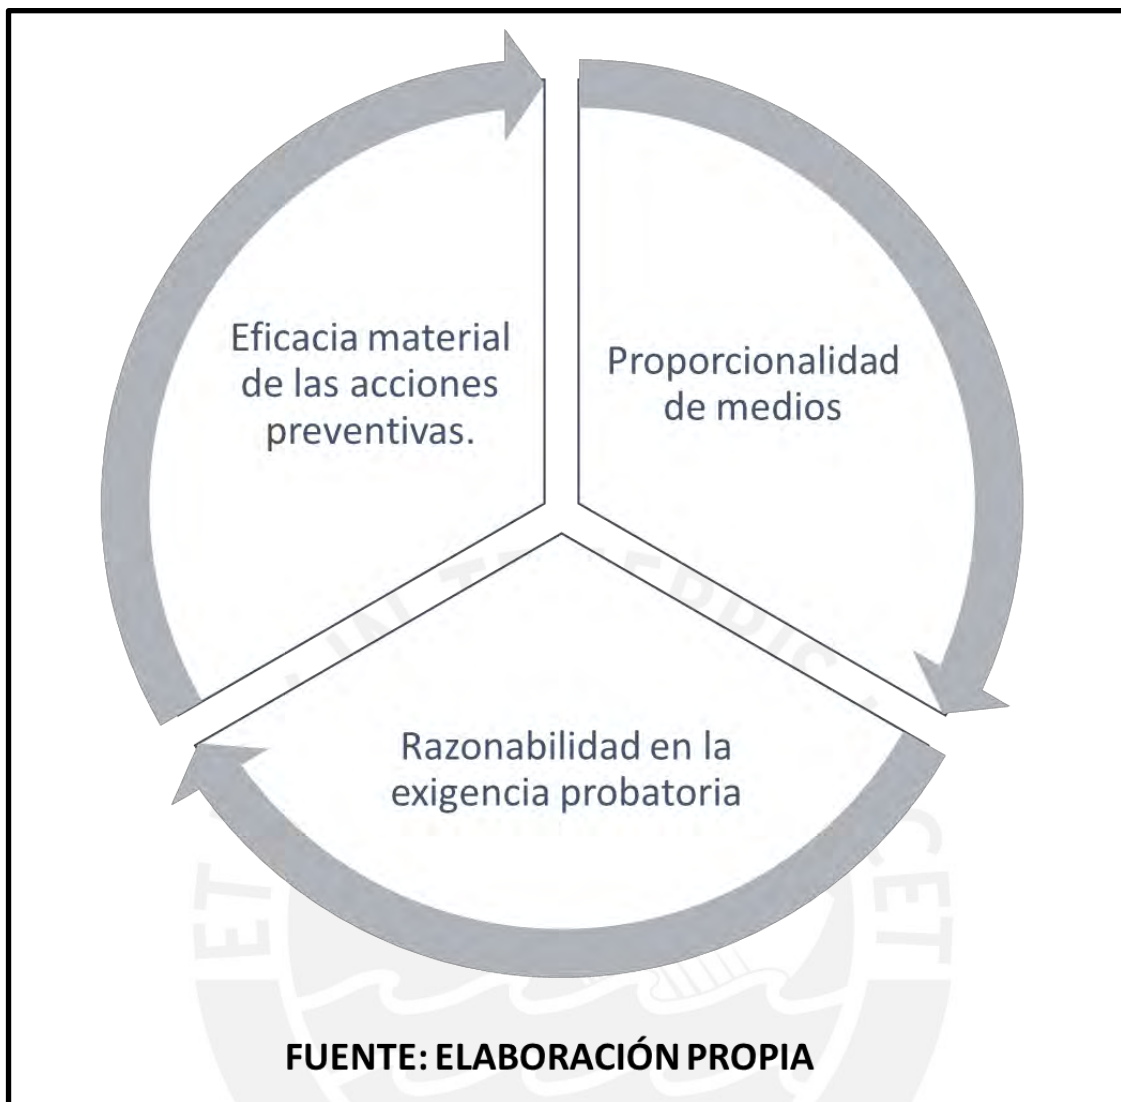 Eficacia material
de las acciones
preventivas.
Proporcionalidad
de medios
Razonabilidad en la
exigencia probatoria
FUENTE: ELABORACIÓN PROPIA